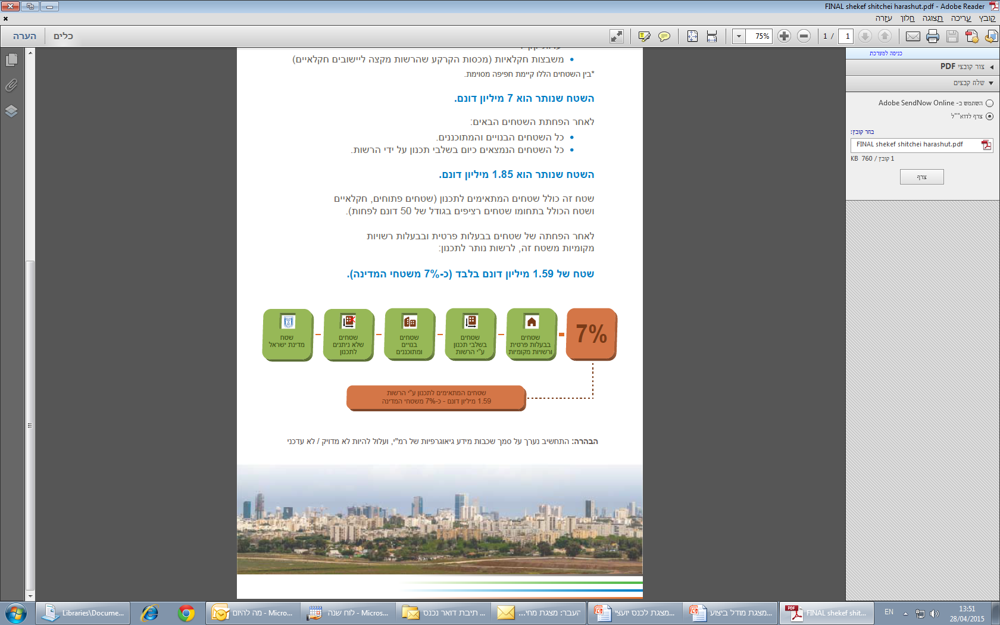 FINAL shekef shitchei harashut.pdf - Adobe Reader
קובץ עריכה תצוגה חלון עזרה
הערה
כלים
75%
1 / 1
כניסה למערכת
צור קובצי PDF
שלח קבצים
השתמש ב- Adobe SendNow Online
צרף לדוא""ל
בחר קובץ:
FINAL shekef shitchei harashut.pdf
1 קובץ / 760 KB
צרף
• משבצות חקלאיות (מכסות הקרקע שהרשות מקצה ליישובים חקלאיים)
*בין השטחים הללו קיימת חפיפה מסוימת.
השטח שנותר הוא 7 מיליון דונם.
לאחר הפחתת השטחים הבאים:
• כל השטחים הבנויים והמתוכננים.
• כל השטחים הנמצאים כיום בשלבי תכנון על ידי הרשות.
השטח שנותר הוא 1.85 מיליון דונם.
שטח זה כולל שטחים המתאימים לתכנון (שטחים פתוחים, חקלאיים
ושטח הכולל בתחומו שטחים רציפים בגודל של 50 דונם לפחות).
לאחר הפחתה של שטחים בבעלות פרטית ובבעלות רשויות
מקומיות משטח זה, לרשות נותר לתכנון:
שטח של 1.59 מיליון דונם בלבד (כ-7% משטחי המדינה).
7%
שטחים
בבעלות פרטית
ורשויות מקומיות
שטחים
בשלבי תכנון
ע"י הרשות
שטחים
בנויים
ומתוכננים
שטחים
שלא ניתנים
לתכנון
שטח
מדינת ישראל
שטחים המתאימים לתכנון ע"י הרשות
1.59 מיליון דונם - כ-7% משטחי המדינה
הבהרה: התחשיב נערך על סמך שכבות מידע גיאוגרפיות של רמ"י, ועלול להיות לא מדויק / לא עדכני
Libraries\Docume...
מה להיום - Micro...
לוח שנה - Micros...
תיבת דואר נכנס ...
העבר: מצגת מחי...
מצגת לכנס יועצי...
מצגת מודל ביצוע...
FINAL shekef shit...
EN
13:51
28/04/2015